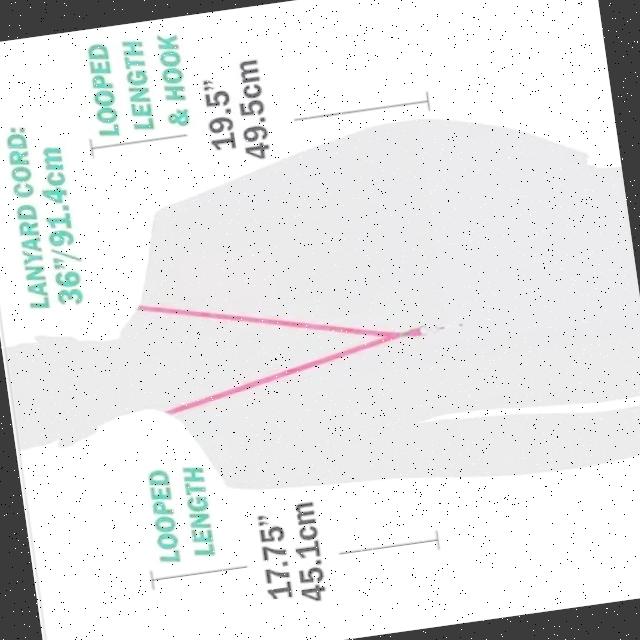 LANYARD CORD:
36”/91.4cm
LOOPED
LENGTH
& HOOK
19.5”
49.5cm
LOOPED
LENGTH
17.75”
45.1cm